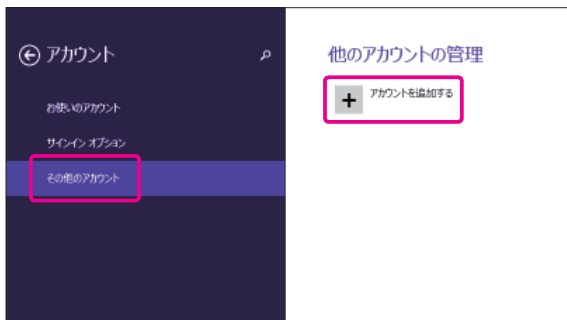 アカウント
お使いのアカウント
サインイン オプション
その他のアカウント
他のアカウントの管理
アカウントを追加する